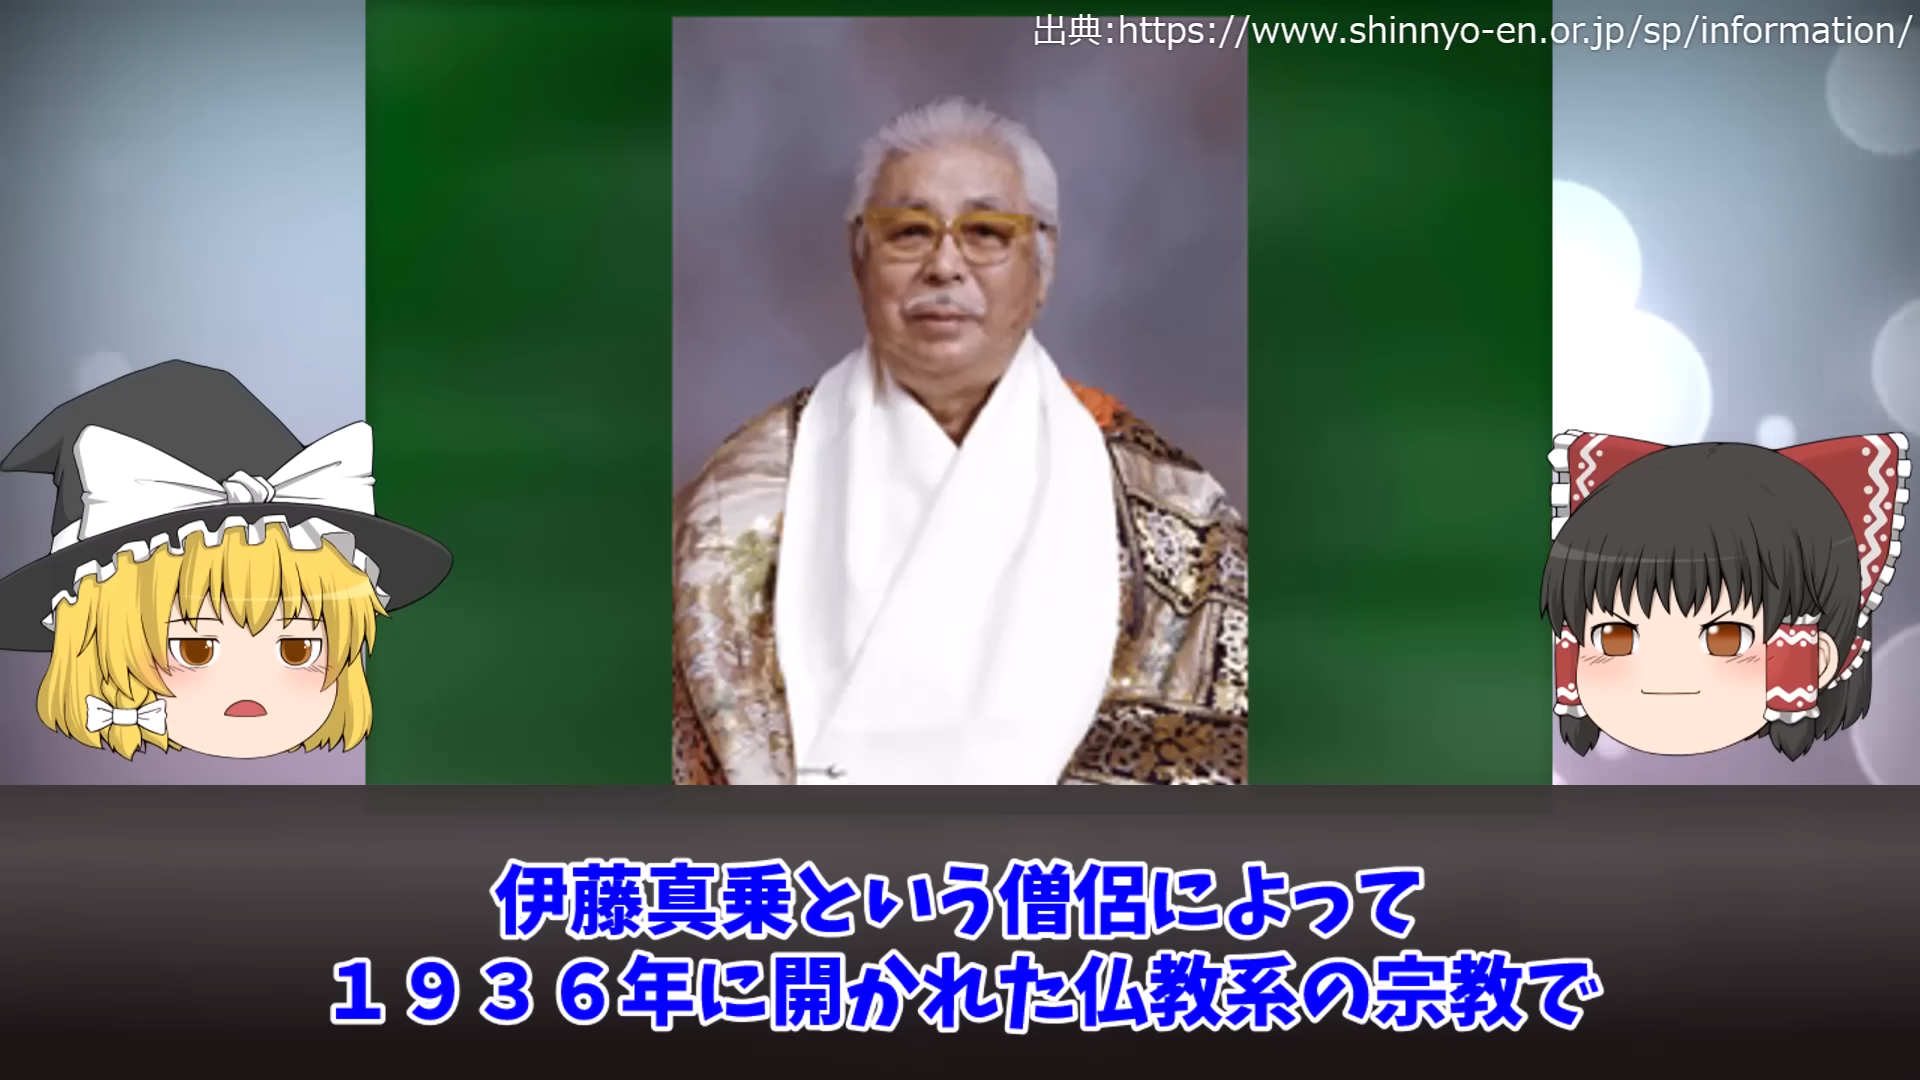 出典:https://www.shinnyo-en.or.jp/sp/information/
伊藤真乗という僧侶によって
１９３６年に開かれた仏教系の宗教で